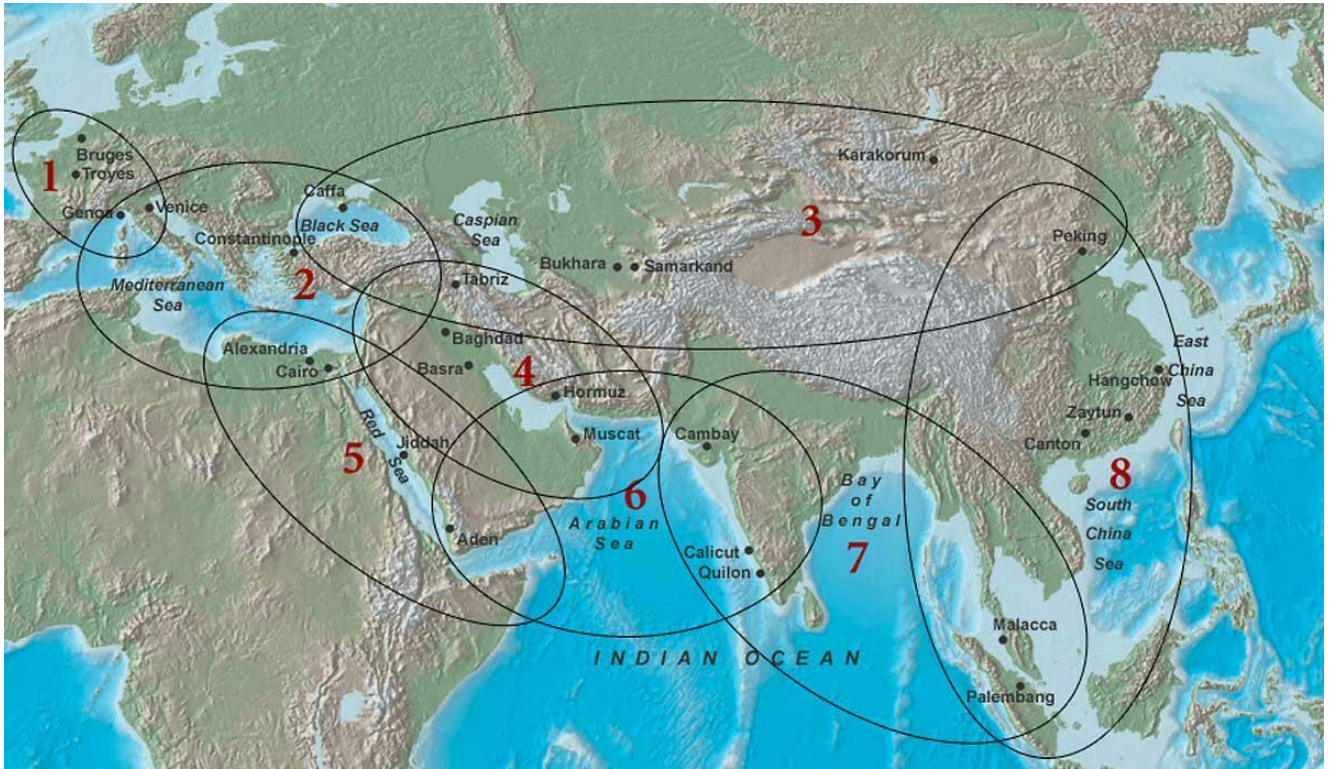 Bruges
1
Troyes
Genoa
Venice
Caffa
Black Sea
Constantinople
2
Mediterranean
Sea
Caspian
Sea
Karakorum
3
Bukhara
Samarkand
Peking
Tabriz
Baghdad
Basra
4
Hormuz
Alexandria
Cairo
Red
Sea
Jiddah
5
Muscat
Cambay
6
Arabian
Sea
Aden
Bay
of
Bengal
7
Calicut
Quilon
East
China
Sea
Hangchow
Zaytun
Canton
8
South
China
Sea
Malacca
Palembang
INDIAN OCEAN